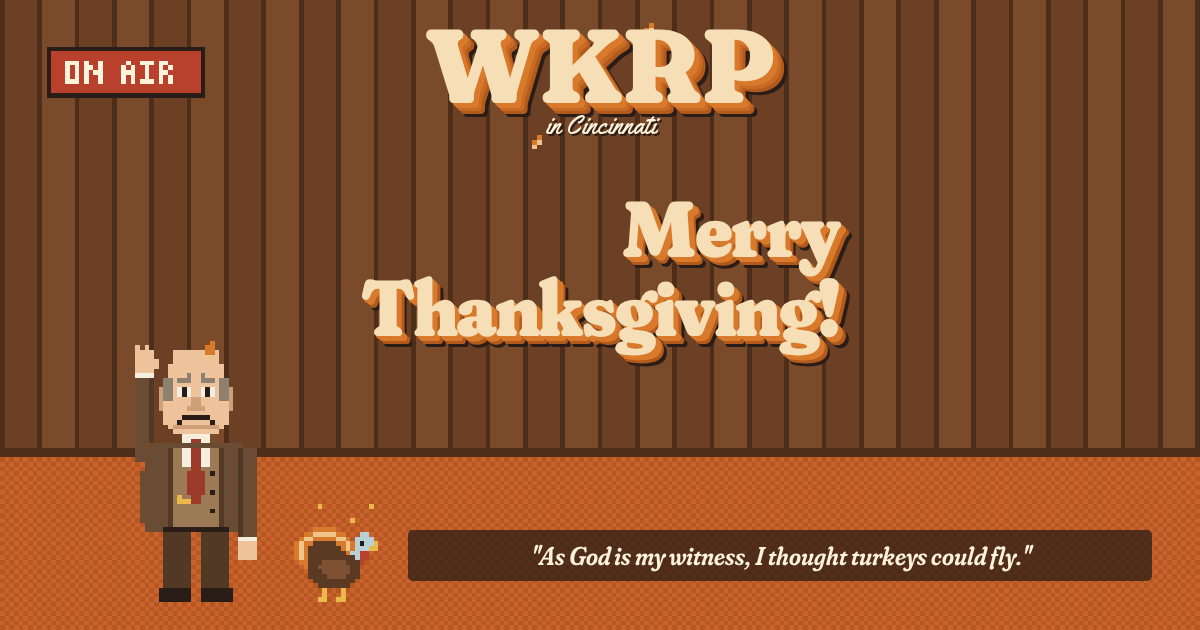 ON AIR
WKRP
in Cincinnati
Merry
Thanksgiving!
"As God is my witness, I thought turkeys could fly."